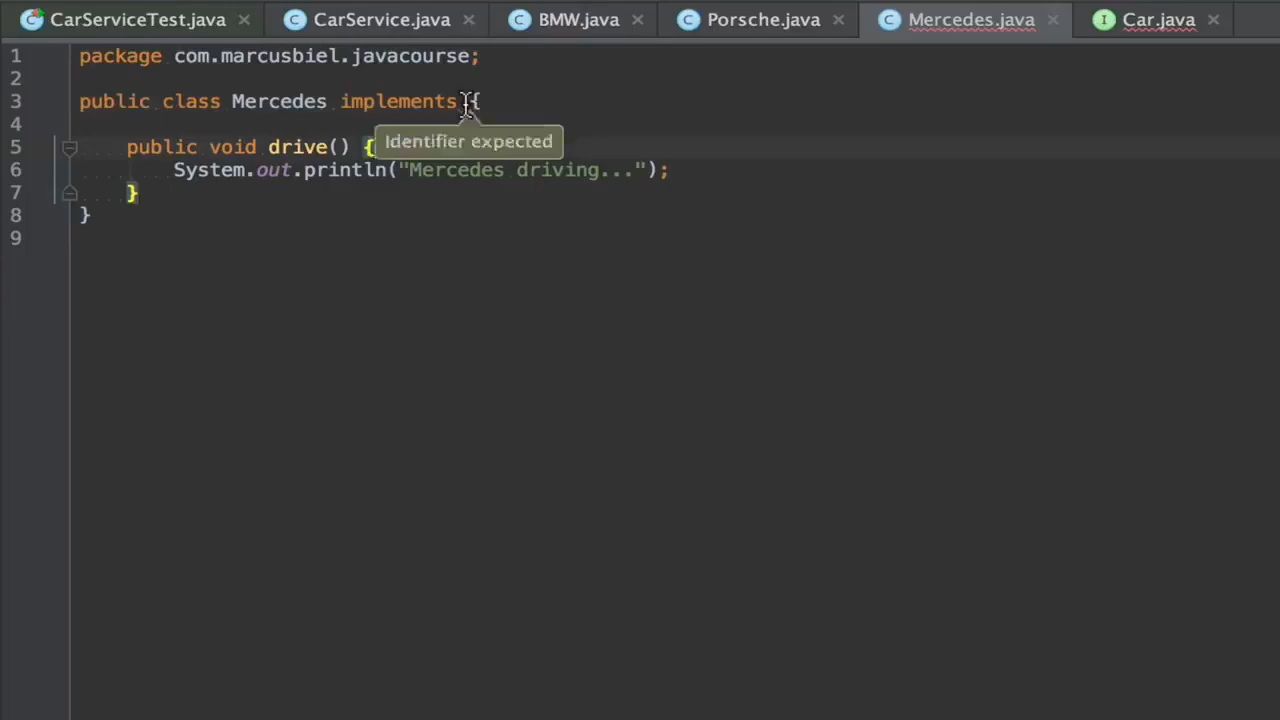 CarServiceTest.java CarService.java BMW.java Porsche.java Mercedes.java Car.java
1 package com.marcusbiel.javacourse;
2
3 public class Mercedes implements {
4
Identifier expected
5 public void drive() {
6 System.out.println("Mercedes driving...");
7 }
8 }
9